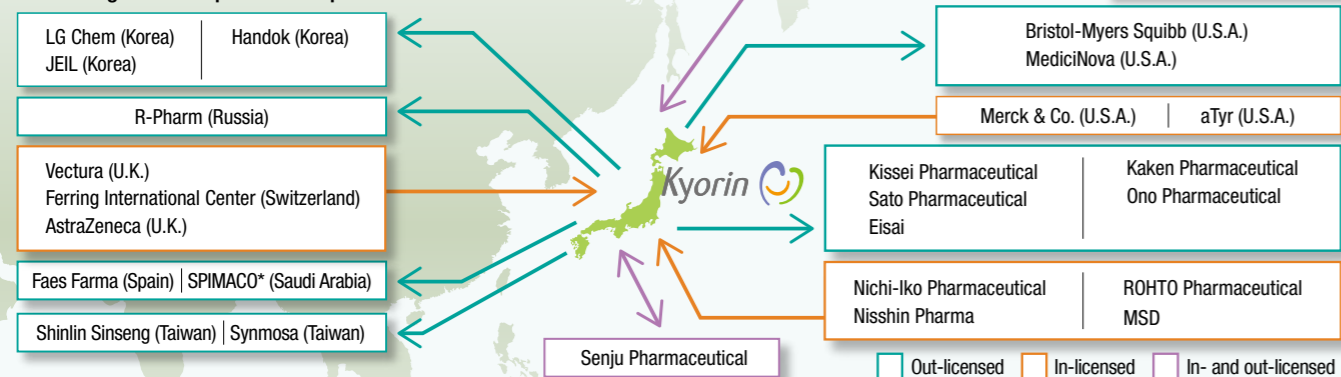 LG Chem (Korea)
JEIL (Korea)
Handok (Korea)
R-Pharm (Russia)
Vectura (U.K.)
Ferring International Center (Switzerland)
AstraZeneca (U.K.)
Faes Farma (Spain)
SPIMACO* (Saudi Arabia)
Shinlin Sinseng (Taiwan)
Synmosa (Taiwan)
Kyorin
Senju Pharmaceutical
Bristol-Myers Squibb (U.S.A.)
MediciNova (U.S.A.)
Merck & Co. (U.S.A.)
aTyr (U.S.A.)
Kissei Pharmaceutical
Sato Pharmaceutical
Eisai
Kaken Pharmaceutical
Ono Pharmaceutical
Nichi-Iko Pharmaceutical
Nisshin Pharma
ROHTO Pharmaceutical
MSD
Out-licensed
In-licensed
In- and out-licensed